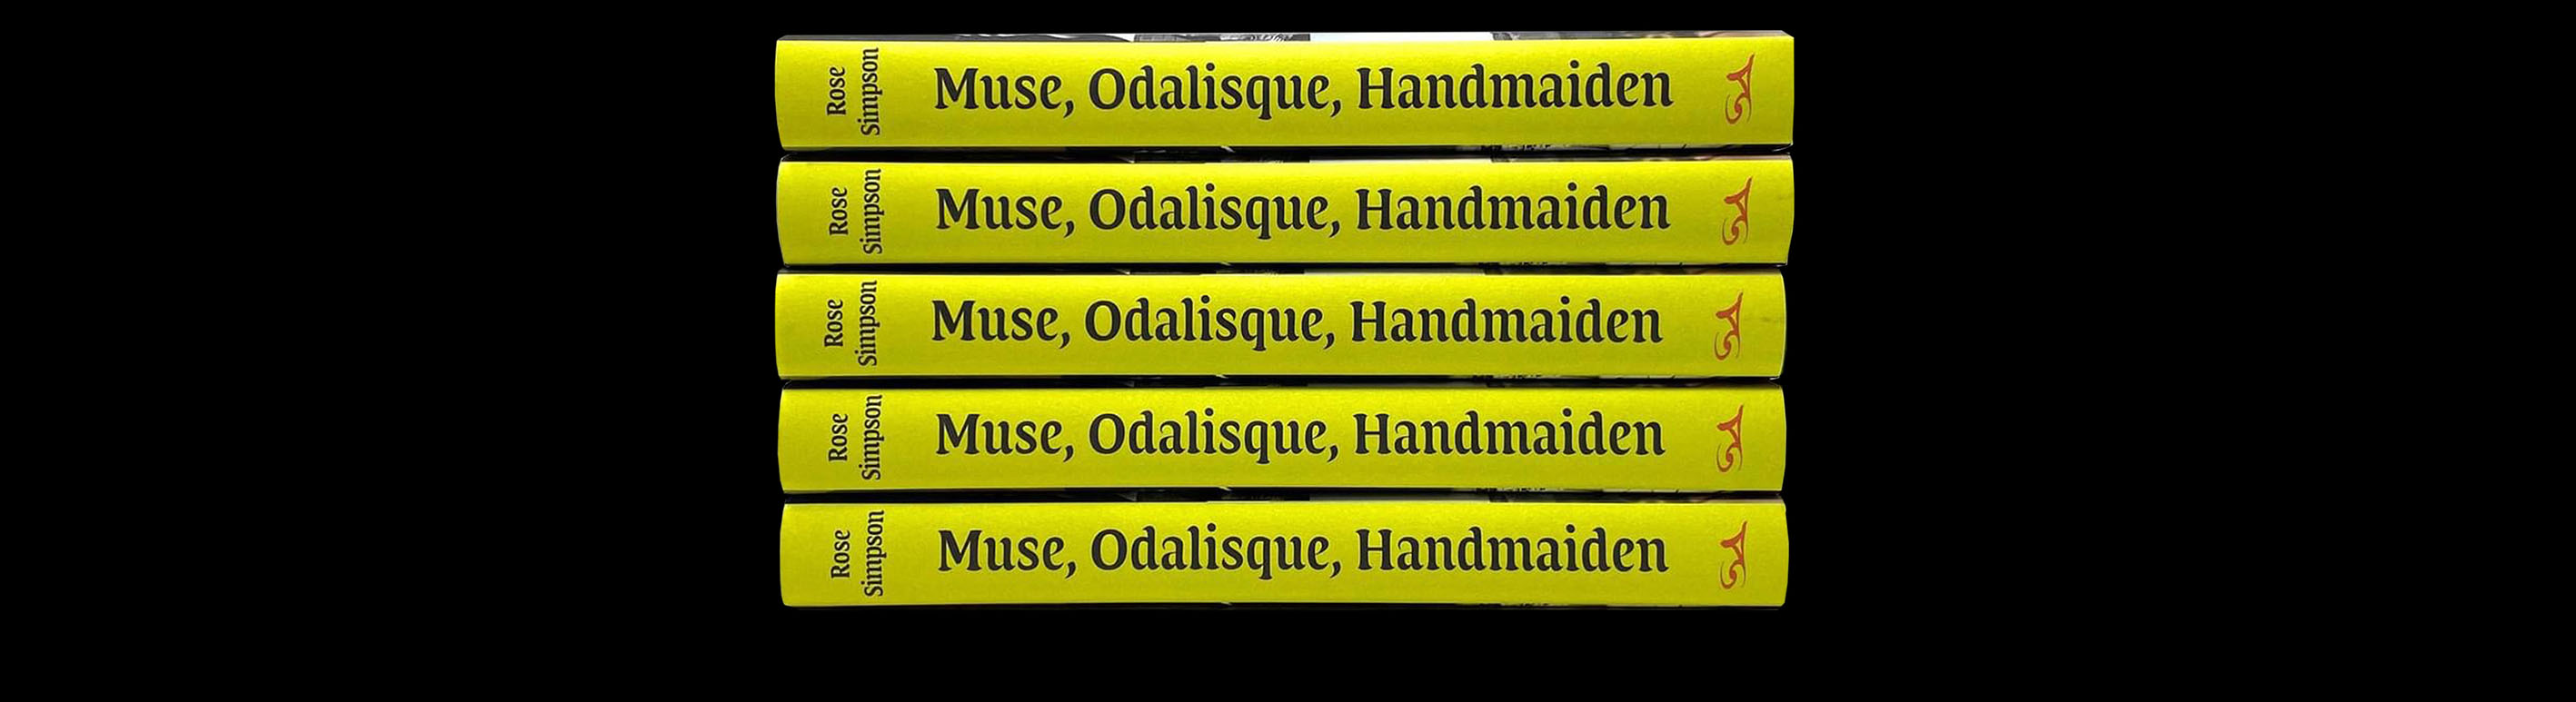 Rose
Simpson
Muse, Odalisque, Handmaiden
Rose
Simpson
Muse, Odalisque, Handmaiden
Rose
Simpson
Muse, Odalisque, Handmaiden
Rose
Simpson
Muse, Odalisque, Handmaiden
Rose
Simpson
Muse, Odalisque, Handmaiden